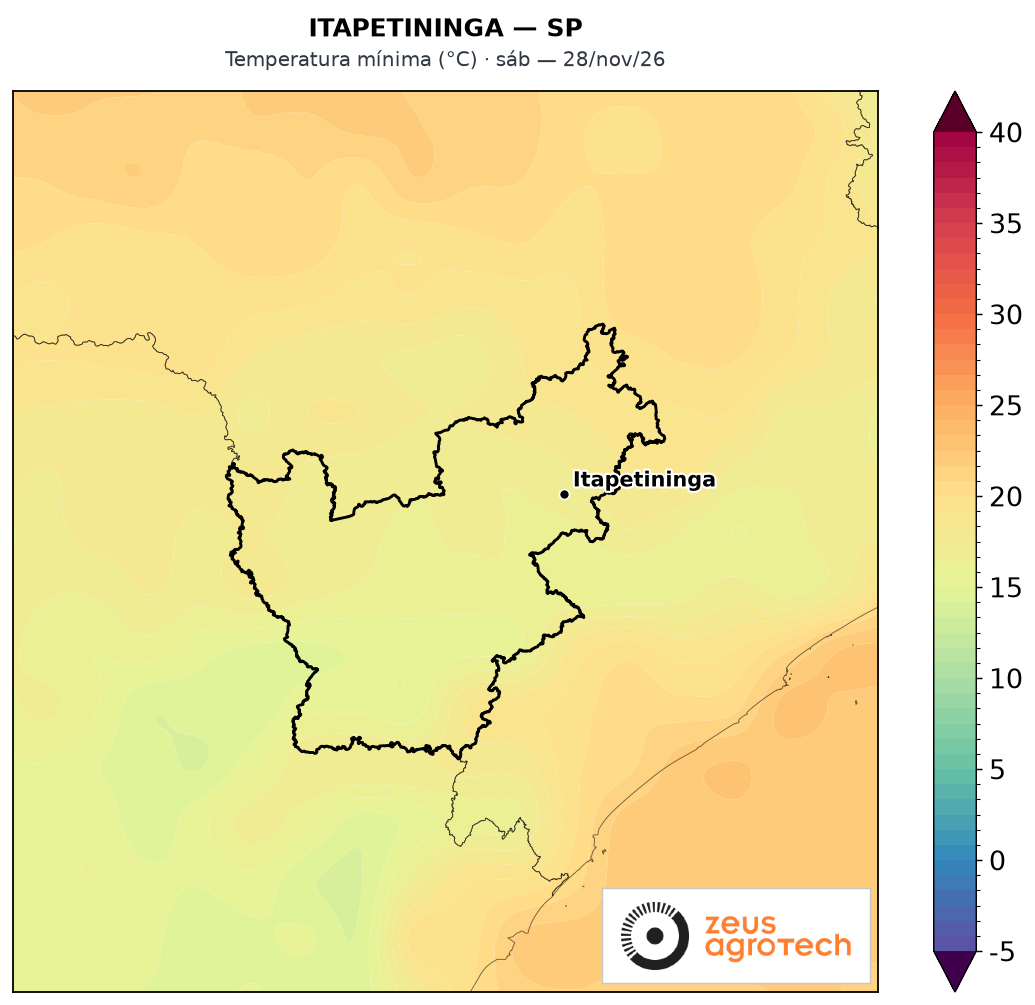 ITAPETININGA — SP
Temperatura mínima (°C) · sáb — 28/nov/26
40
35
30
25
20
15
10
5
0
-5
Itapetininga
zeus
agrotech